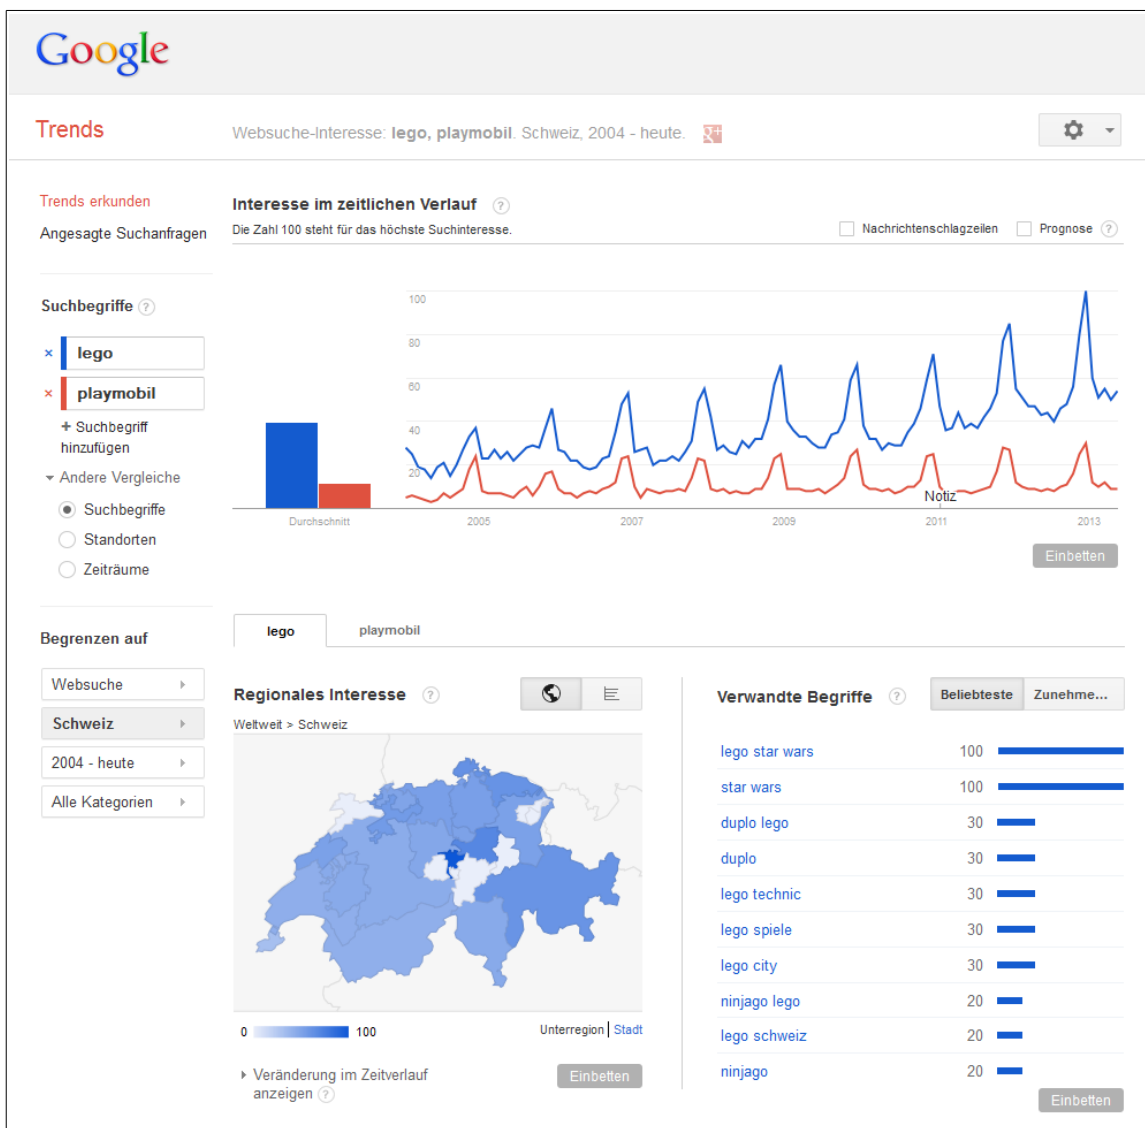 Google
Trends
Websuche-Interesse: lego, playmobil. Schweiz, 2004 - heute.
g+
Trends erkunden
Angesagte Suchanfragen
Suchbegriffe ?
× lego
× playmobil
+ Suchbegriff
hinzufügen
Andere Vergleiche
Suchbegriffe
Standorten
Zeiträume
Begrenzen auf
Websuche
Schweiz
2004 - heute
Alle Kategorien
Interesse im zeitlichen Verlauf ?
Die Zahl 100 steht für das höchste Suchinteresse.
Nachrichtenschlagzeilen Prognose ?
100
80
60
40
20
Notiz
Durchschnitt 2005 2007 2009 2011 2013
Einbetten
lego playmobil
Regionales Interesse ?
Weltweit > Schweiz
0 100
Unterregion | Stadt
Veränderung im Zeitverlauf
anzeigen ?
Einbetten
Verwandte Begriffe ? Beliebteste Zunehme...
lego star wars 100
star wars 100
duplo lego 30
duplo 30
lego technic 30
lego spiele 30
lego city 30
ninjago lego 20
lego schweiz 20
ninjago 20
Einbetten